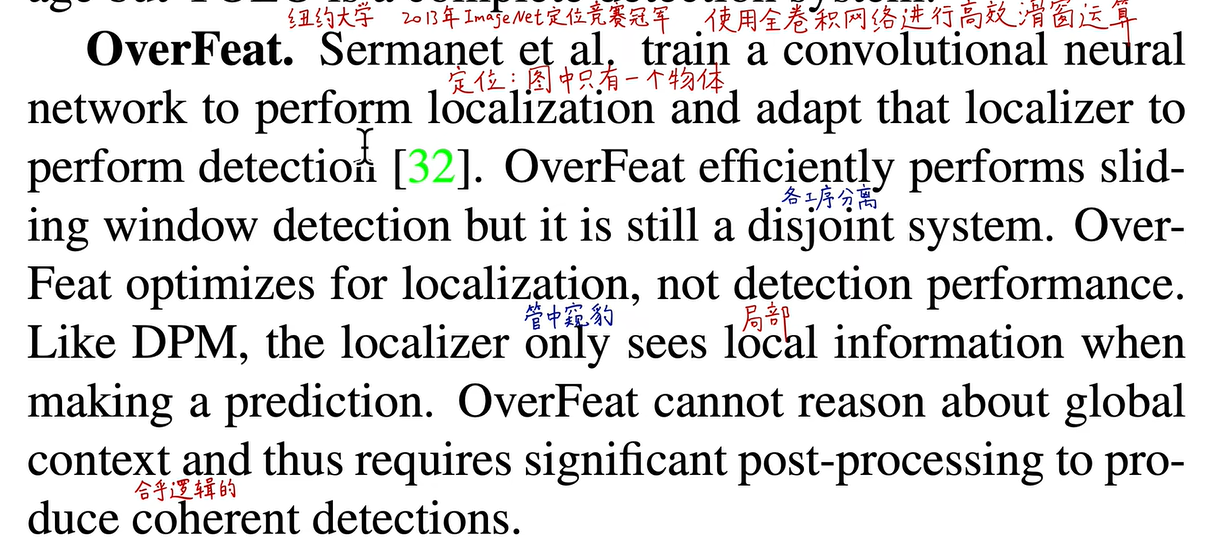 纽约大学 2013年ImageNet定位竞赛冠军 使用全卷积网络进行高效滑窗运算
OverFeat. Sermanet et al. train a convolutional neural
定位：图中只有一个物体
network to perform localization and adapt that localizer to
perform detection [32]. OverFeat efficiently performs slid-
各工序分离
ing window detection but it is still a disjoint system. Over-
Feat optimizes for localization, not detection performance.
管中窥豹 局部
Like DPM, the localizer only sees local information when
making a prediction. OverFeat cannot reason about global
context and thus requires significant post-processing to pro-
合乎逻辑的
duce coherent detections.